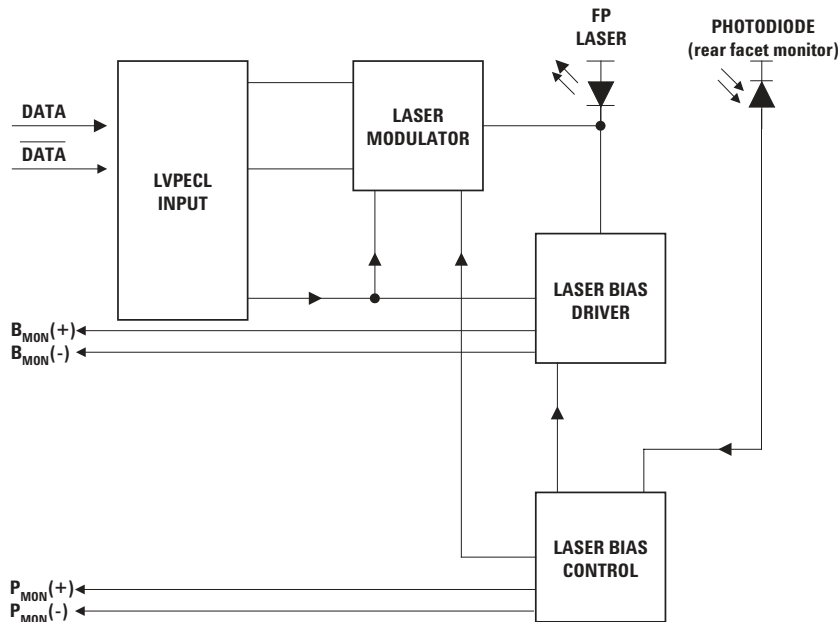 FP
LASER
PHOTODIODE
(rear facet monitor)
DATA
DATA
LVPECL
INPUT
LASER
MODULATOR
LASER BIAS
DRIVER
BMON(+)
BMON(-)
LASER BIAS
CONTROL
PMON(+)
PMON(-)